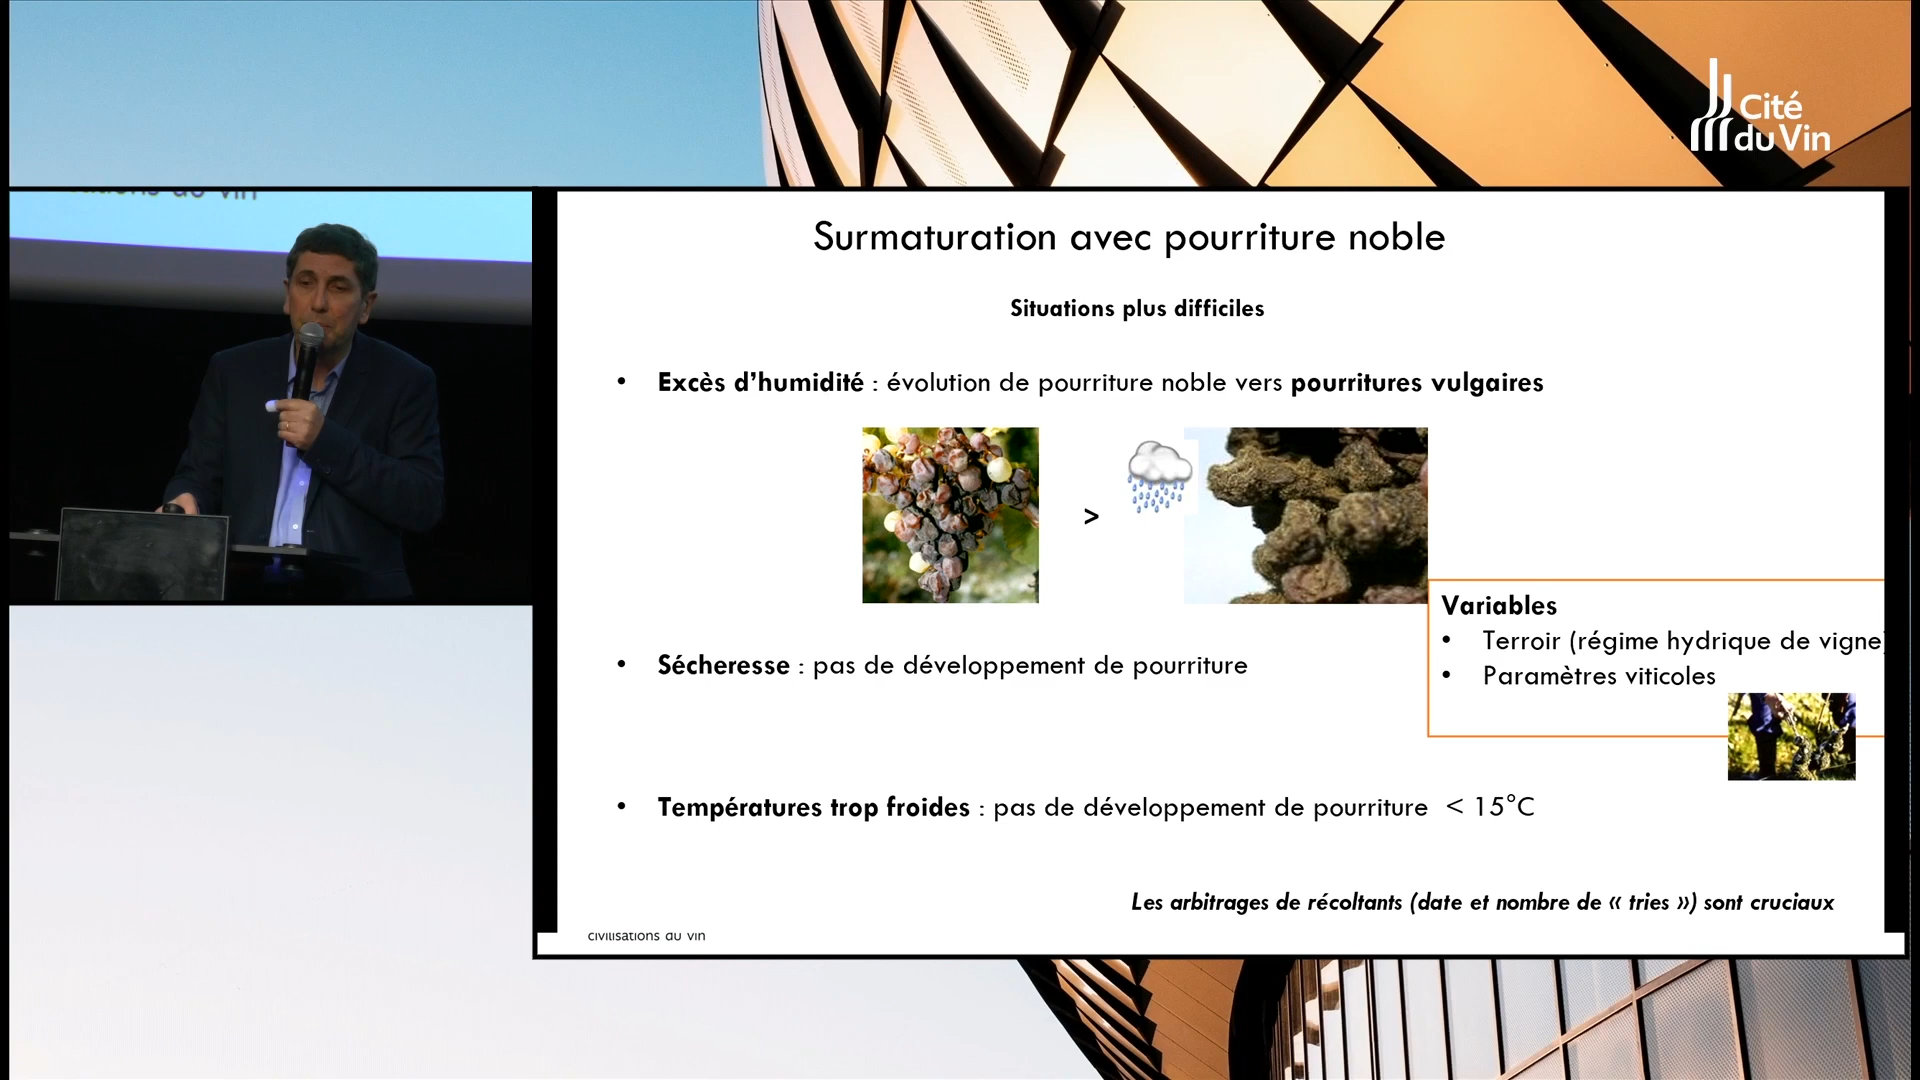 Cité
du Vin
Surmaturation avec pourriture noble
Situations plus difficiles
• Excès d’humidité : évolution de pourriture noble vers pourritures vulgaires
>
Variables
• Terroir (régime hydrique de vigne)
• Paramètres viticoles
• Sécheresse : pas de développement de pourriture
• Températures trop froides : pas de développement de pourriture < 15°C
Les arbitrages de récoltants (date et nombre de « tries ») sont cruciaux
civilisations du vin